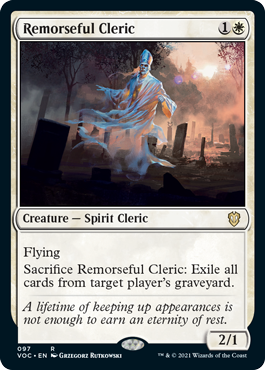 Remorseful Cleric 1
Creature — Spirit Cleric
Flying
Sacrifice Remorseful Cleric: Exile all
cards from target player's graveyard.
A lifetime of keeping up appearances is
not enough to earn an eternity of rest.
2/1
097 R
VOC • EN GRZEGORZ RUTKOWSKI
™ & © 2021 Wizards of the Coast